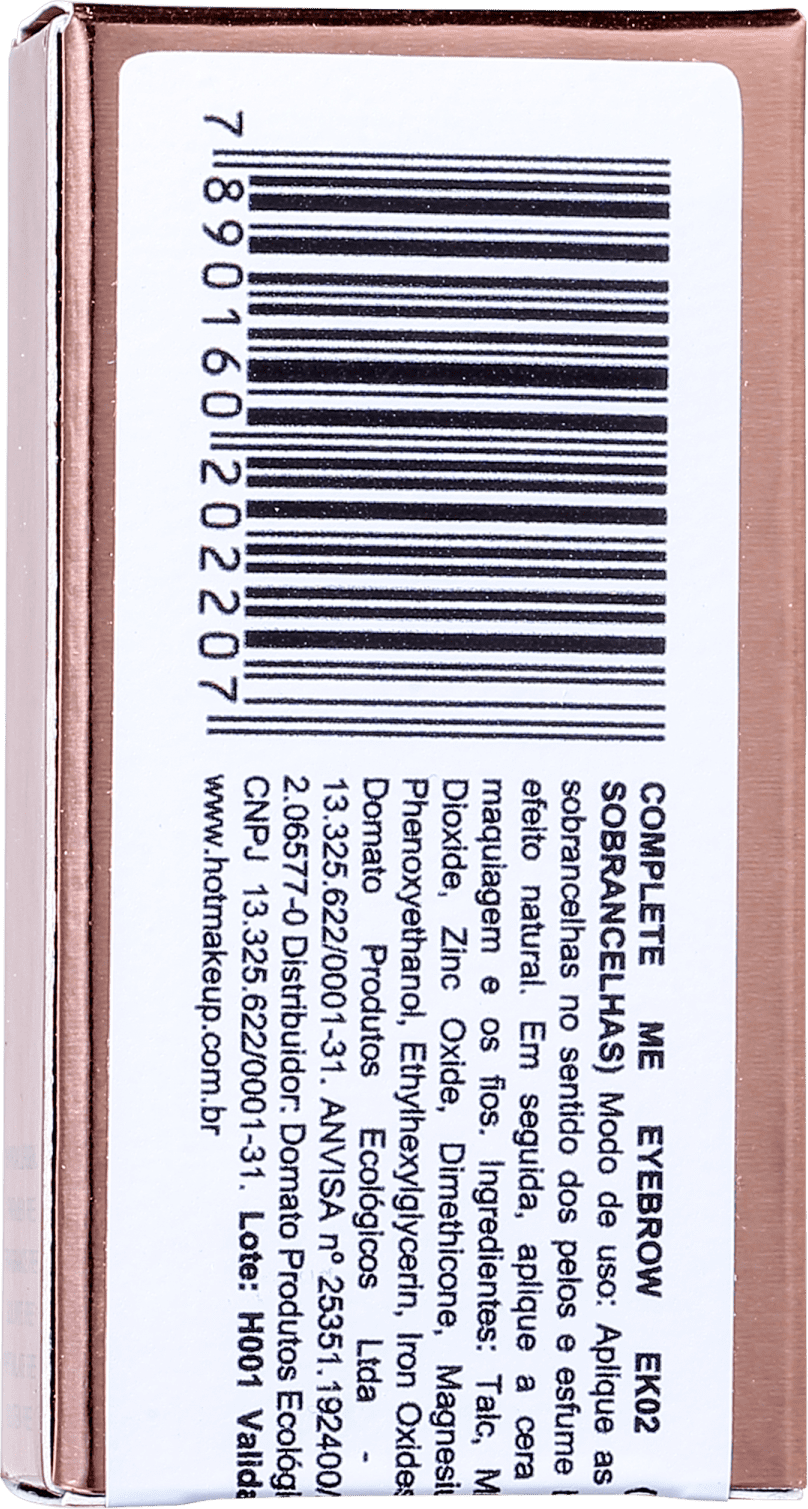 7 890160 202207
COMPLETE ME EYEBROW EK02 (
SOBRANCELHAS) Modo de uso: Aplique as
sobrancelhas no sentido dos pelos e esfume
efeito natural. Em seguida, aplique a cera
maquiagem e os fios. Ingredientes: Talc, M
Dioxide, Zinc Oxide, Dimethicone, Magnesiu
Phenoxyethanol, Ethylhexylglycerin, Iron Oxides
Domato Produtos Ecológicos Ltda -
13.325.622/0001-31. ANVISA nº 25351.192400/
2.06577-0 Distribuidor: Domato Produtos Ecológi
CNPJ 13.325.622/0001-31. Lote: H001 Valida
www.hotmakeup.com.br